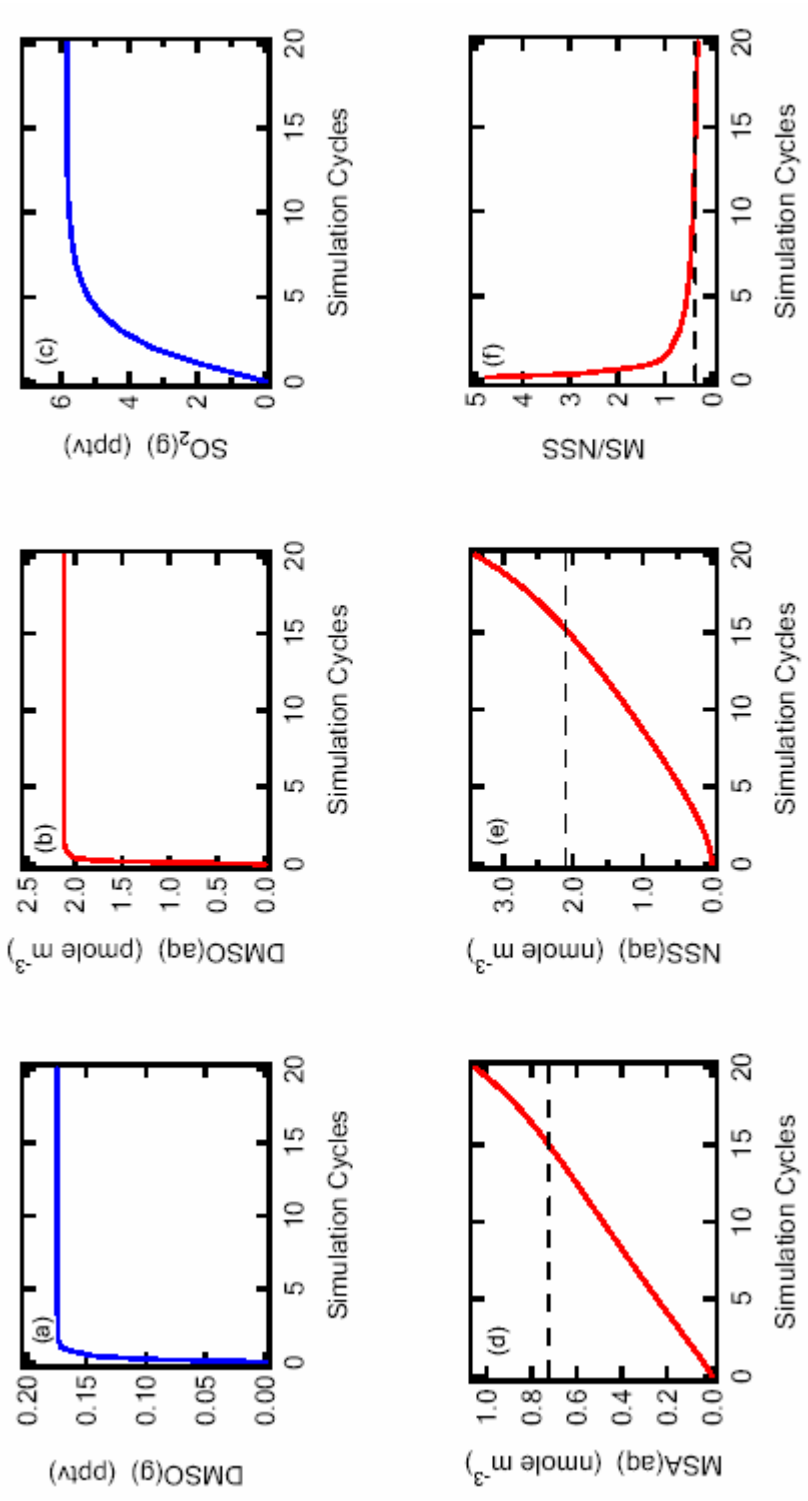 (a)
DMSO(g) (pptv)
0.20
0.15
0.10
0.05
0.00
0 5 10 15 20
Simulation Cycles
(b)
DMSO(aq) (pmole m⁻³)
2.5
2.0
1.5
1.0
0.5
0.0
0 5 10 15 20
Simulation Cycles
(c)
SO₂(g) (pptv)
6
4
2
0
0 5 10 15 20
Simulation Cycles
(d)
MSA(aq) (nmole m⁻³)
1.0
0.8
0.6
0.4
0.2
0.0
0 5 10 15 20
Simulation Cycles
(e)
NSS(aq) (nmole m⁻³)
3.0
2.0
1.0
0.0
0 5 10 15 20
Simulation Cycles
(f)
MS/NSS
5
4
3
2
1
0
0 5 10 15 20
Simulation Cycles